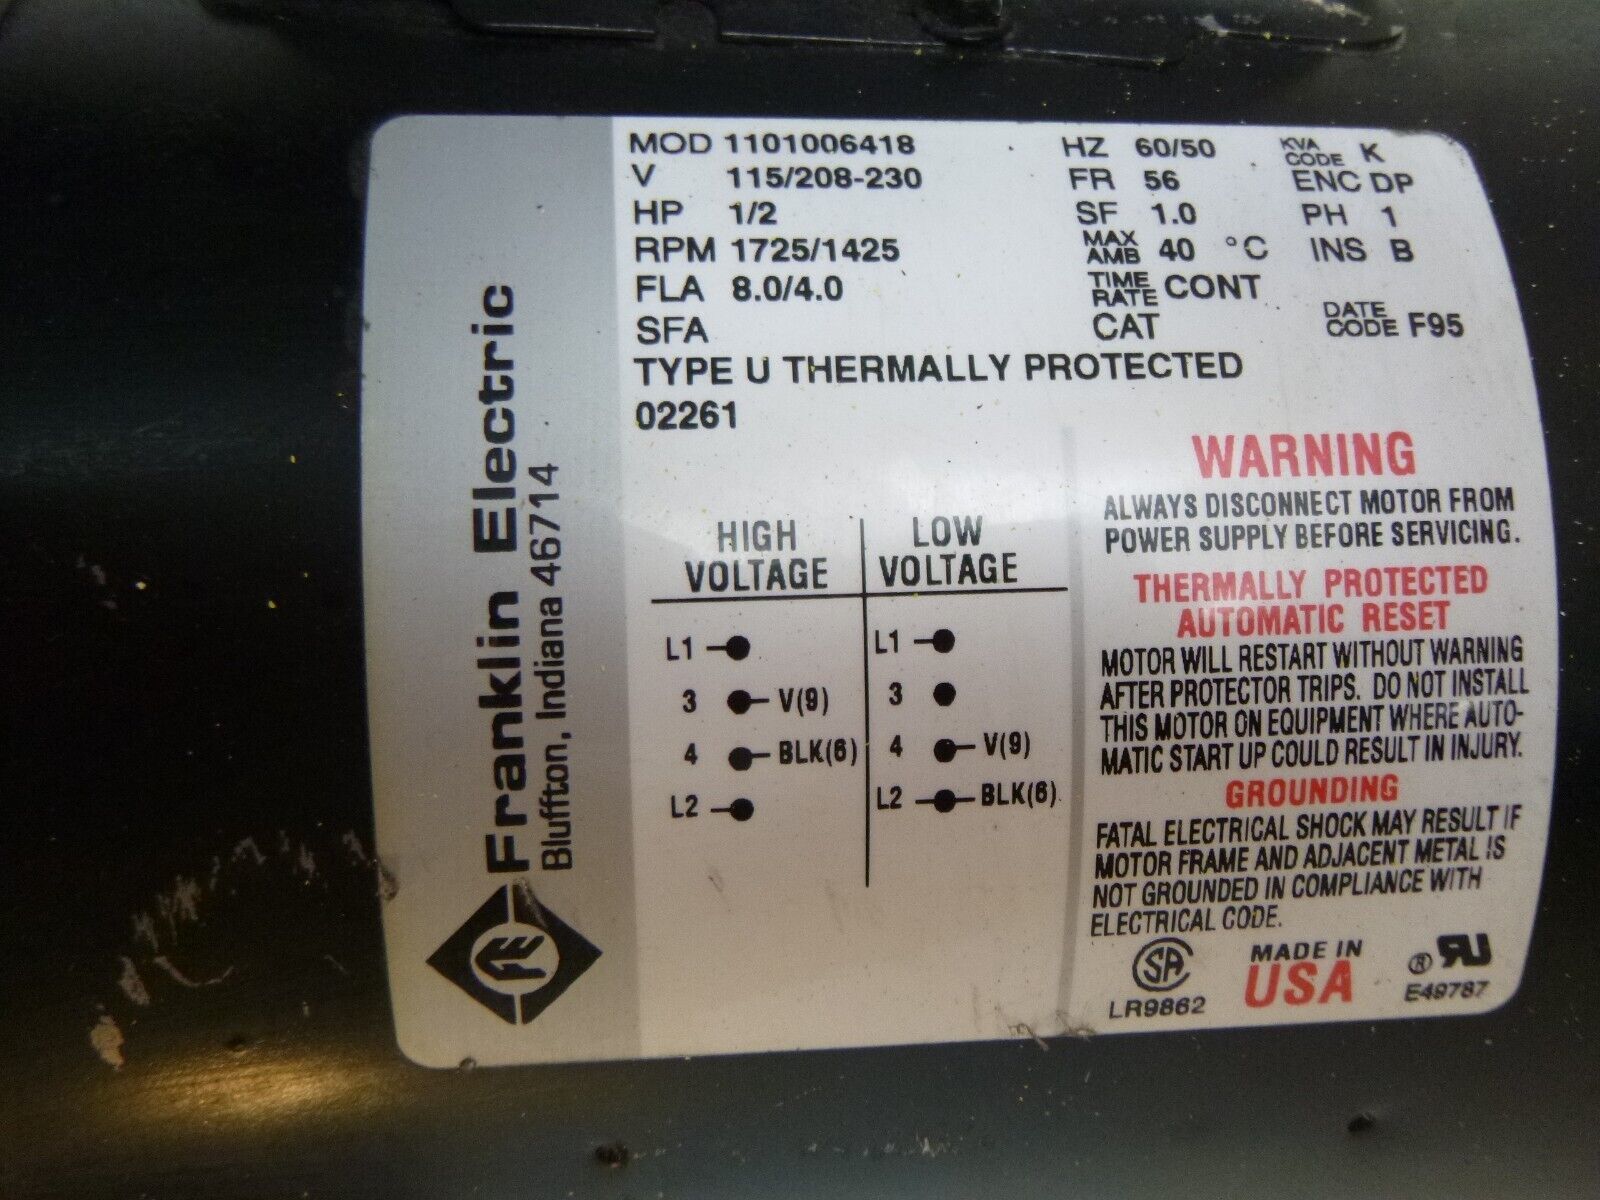 Franklin Electric
Bluffton, Indiana 46714
MOD 1101006418 HZ 60/50 KVA CODE K
V 115/208-230 FR 56 ENC DP
HP 1/2 SF 1.0 PH 1
RPM 1725/1425 MAX AMB 40 °C INS B
FLA 8.0/4.0 TIME RATE CONT
SFA CAT DATE CODE F95
TYPE U THERMALLY PROTECTED
02261
HIGH VOLTAGE
L1
3 V(9)
4 BLK(6)
L2
LOW VOLTAGE
L1
3
4 V(9)
L2 BLK(6)
WARNING
ALWAYS DISCONNECT MOTOR FROM
POWER SUPPLY BEFORE SERVICING.
THERMALLY PROTECTED
AUTOMATIC RESET
MOTOR WILL RESTART WITHOUT WARNING
AFTER PROTECTOR TRIPS. DO NOT INSTALL
THIS MOTOR ON EQUIPMENT WHERE AUTO-
MATIC START UP COULD RESULT IN INJURY.
GROUNDING
FATAL ELECTRICAL SHOCK MAY RESULT IF
MOTOR FRAME AND ADJACENT METAL IS
NOT GROUNDED IN COMPLIANCE WITH
ELECTRICAL CODE.
SA
LR9862
MADE IN
USA
® RU
E49787
FE